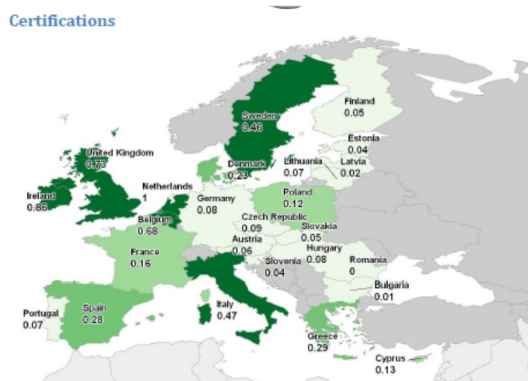 Certifications
Sweden
0.46
Finland
0.05
Estonia
0.04
Lithuania
0.07
Latvia
0.02
Denmark
0.23
United Kingdom
0.73
Ireland
0.86
Netherlands
1
Belgium
0.68
Germany
0.08
Poland
0.12
Czech Republic
0.09
Slovakia
0.05
Austria
0.06
Hungary
0.08
France
0.16
Slovenia
0.04
Romania
0
Bulgaria
0.01
Portugal
0.07
Spain
0.28
Italy
0.47
Greece
0.29
Cyprus
0.13